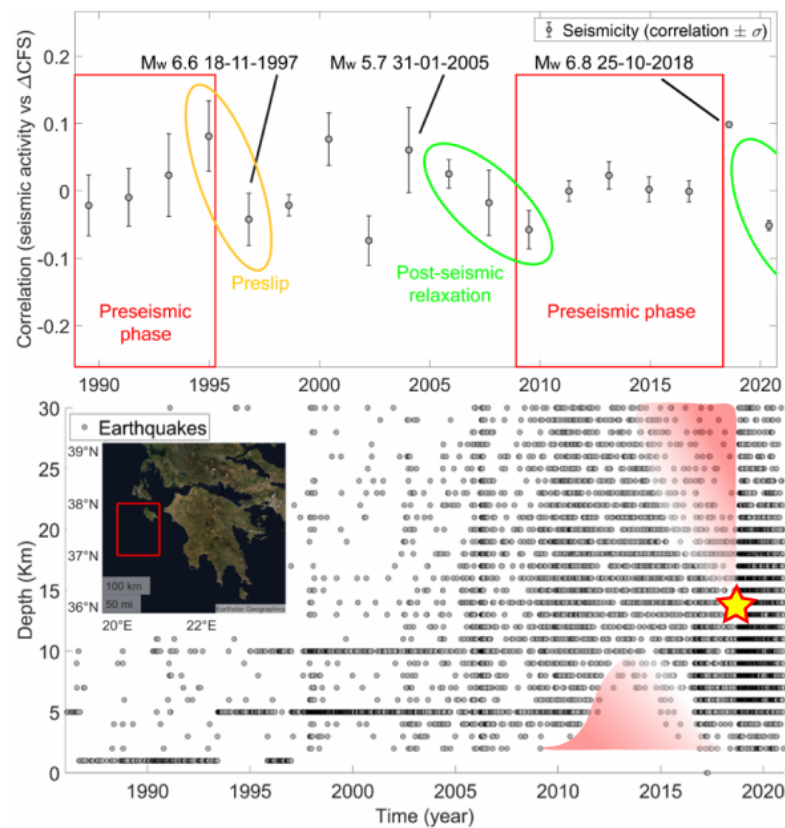 Seismicity (correlation ± σ)
Mw 6.6 18-11-1997
Mw 5.7 31-01-2005
Mw 6.8 25-10-2018
Correlation (seismic activity vs ΔCFS)
0.2
0.1
0
-0.1
-0.2
Preslip
Post-seismic
relaxation
Preseismic
phase
Preseismic phase
1990
1995
2000
2005
2010
2015
2020
Earthquakes
Depth (Km)
30
25
20
15
10
5
0
39°N
38°N
37°N
36°N
100 km
50 mi
Earthstar Geographics
20°E
22°E
1990
1995
2000
2005
2010
2015
2020
Time (year)